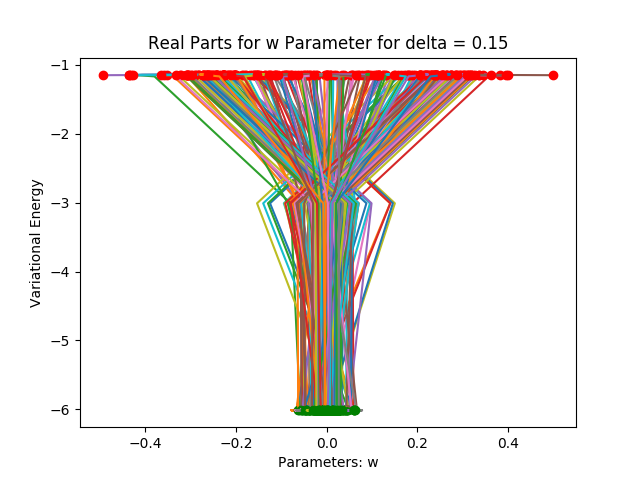 Real Parts for w Parameter for delta = 0.15
−1
−2
−3
−4
−5
−6
Variational Energy
−0.4 −0.2 0.0 0.2 0.4
Parameters: w